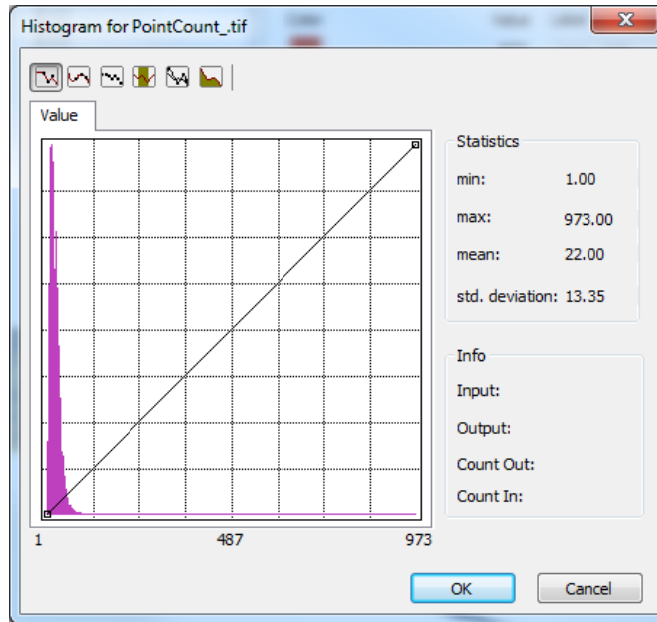 Histogram for PointCount_.tif
Value
Statistics
min: 1.00
max: 973.00
mean: 22.00
std. deviation: 13.35
Info
Input:
Output:
Count Out:
Count In:
1 487 973
OK Cancel